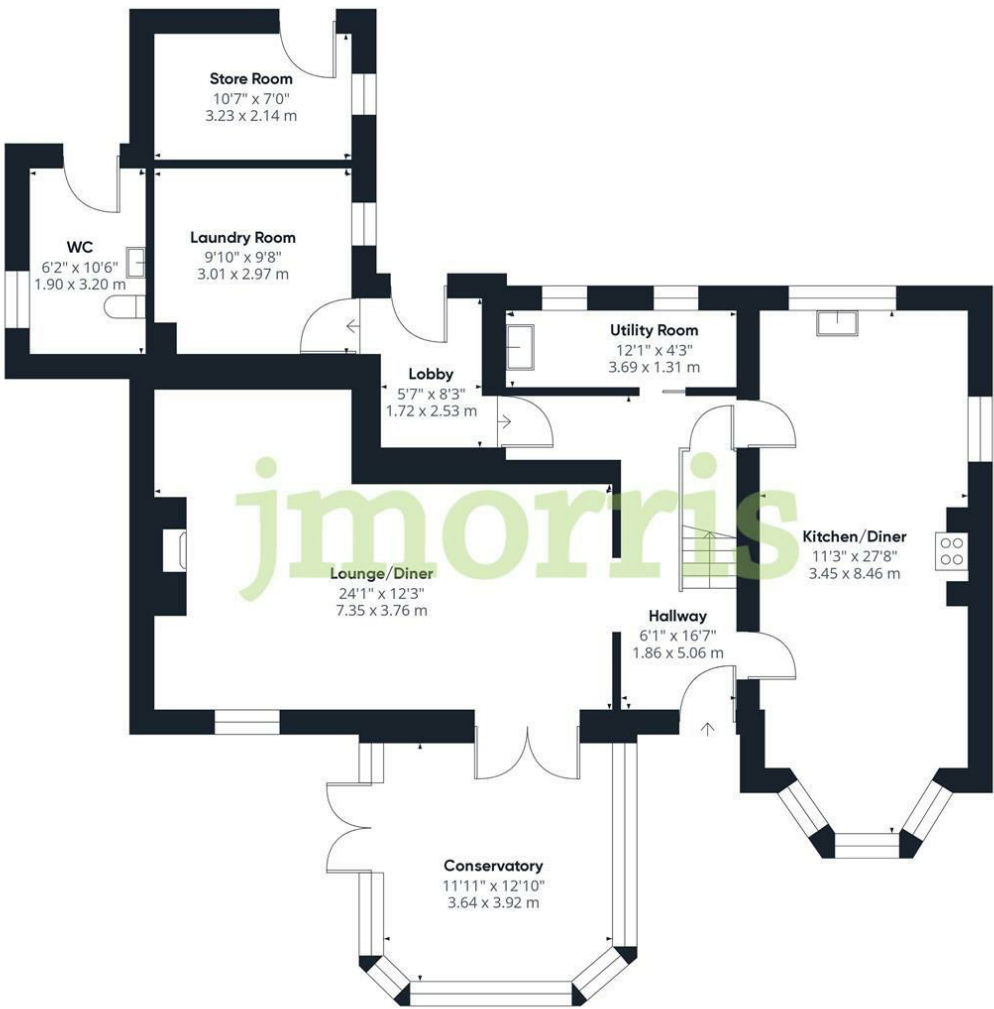 Store Room
10'7" x 7'0"
3.23 x 2.14 m
WC
6'2" x 10'6"
1.90 x 3.20 m
Laundry Room
9'10" x 9'8"
3.01 x 2.97 m
Lobby
5'7" x 8'3"
1.72 x 2.53 m
Utility Room
12'1" x 4'3"
3.69 x 1.31 m
jmorris
Kitchen/Diner
11'3" x 27'8"
3.45 x 8.46 m
Lounge/Diner
24'1" x 12'3"
7.35 x 3.76 m
Hallway
6'1" x 16'7"
1.86 x 5.06 m
Conservatory
11'11" x 12'10"
3.64 x 3.92 m